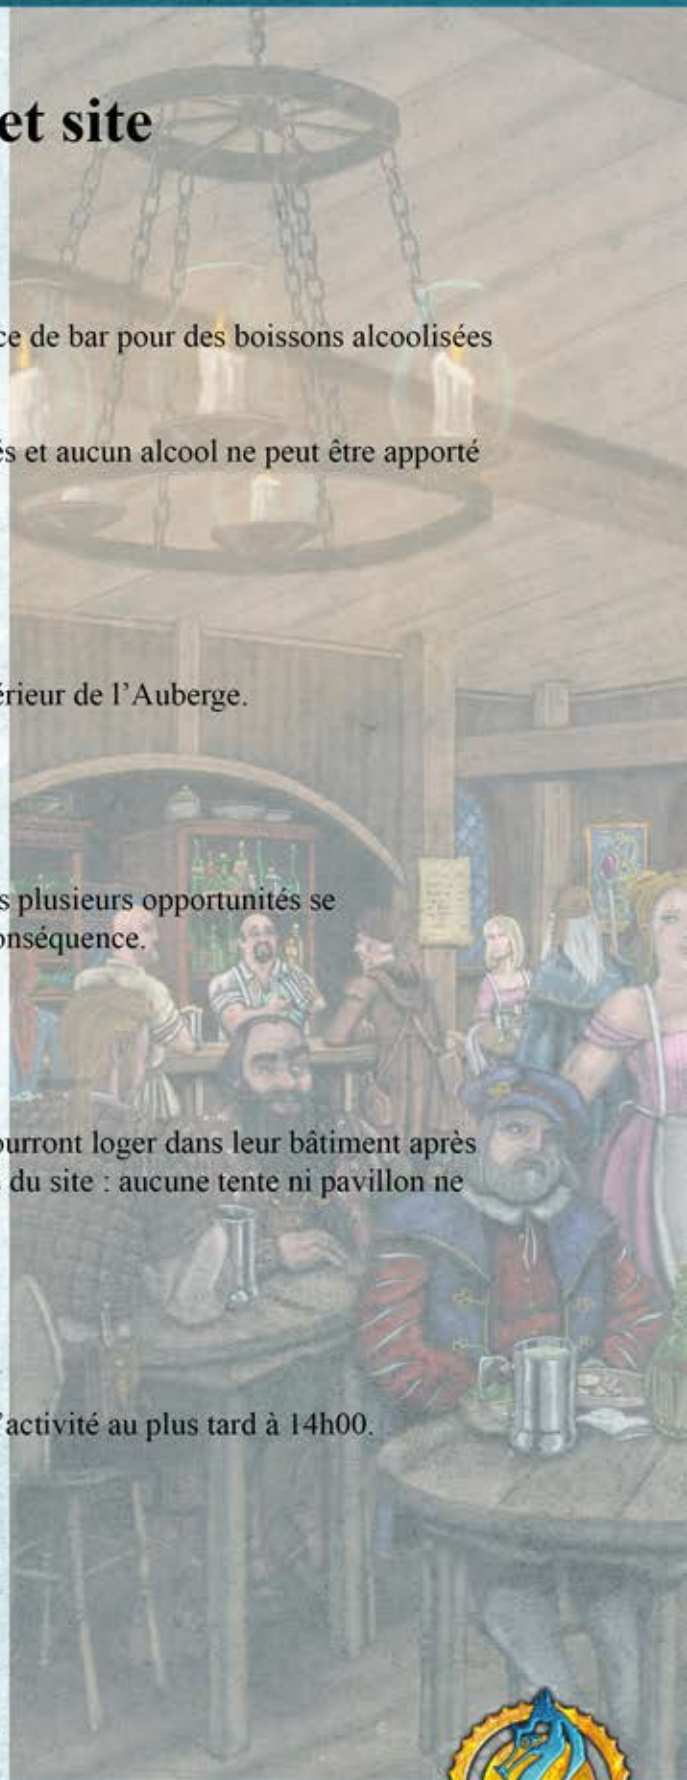 et site
ce de bar pour des boissons alcoolisées
és et aucun alcool ne peut être apporté
érieur de l’Auberge.
s plusieurs opportunités se
onséquence.
ourront loger dans leur bâtiment après
du site : aucune tente ni pavillon ne
’activité au plus tard à 14h00.